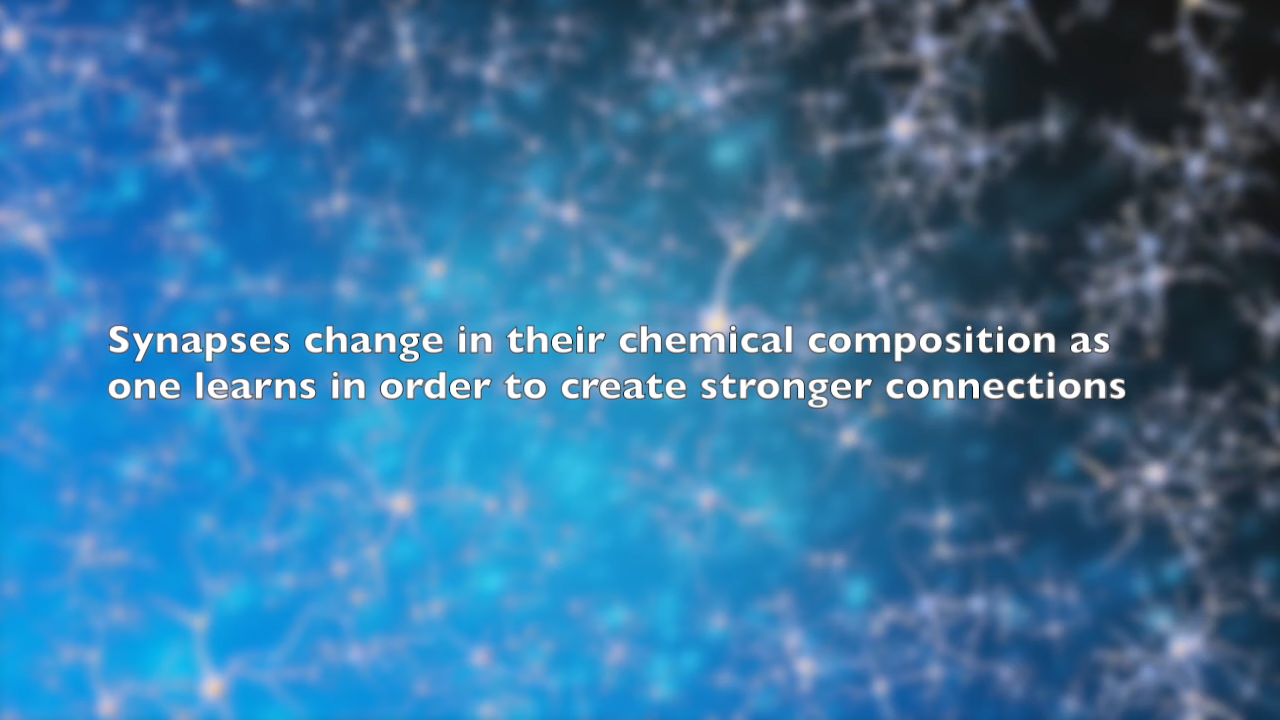 Synapses change in their chemical composition as
one learns in order to create stronger connections